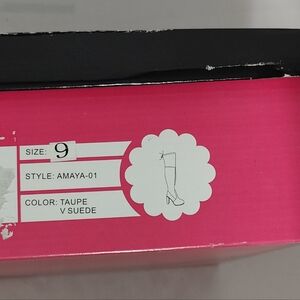 SIZE: 9
STYLE: AMAYA-01
COLOR: TAUPE
V SUEDE